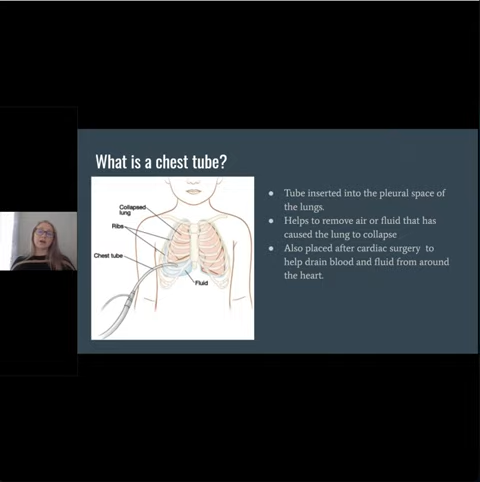 What is a chest tube?
Collapsed
lung
Ribs
Chest tube
Fluid
● Tube inserted into the pleural space of
the lungs.
● Helps to remove air or fluid that has
caused the lung to collapse
● Also placed after cardiac surgery to
help drain blood and fluid from around
the heart.